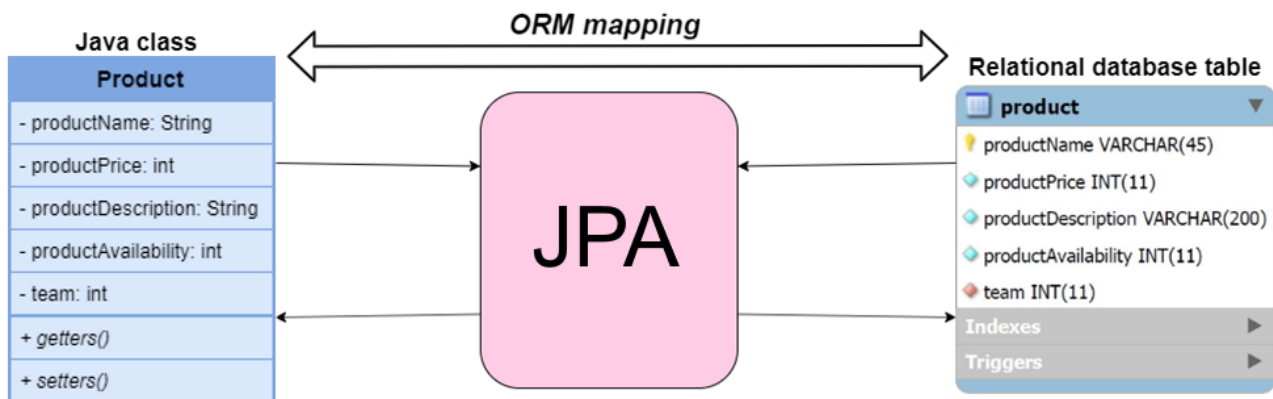 ORM mapping
Java class
Product
- productName: String
- productPrice: int
- productDescription: String
- productAvailability: int
- team: int
+ getters()
+ setters()
JPA
Relational database table
product
productName VARCHAR(45)
productPrice INT(11)
productDescription VARCHAR(200)
productAvailability INT(11)
team INT(11)
Indexes
Triggers